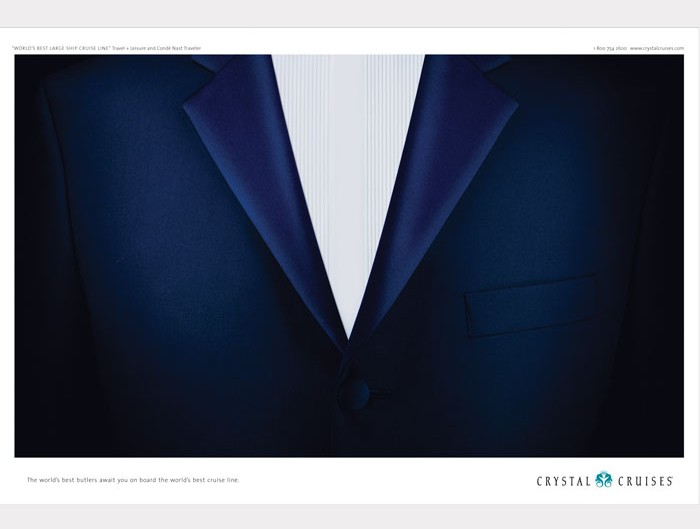 "WORLD'S BEST LARGE SHIP CRUISE LINE" Travel + Leisure and Condé Nast Traveler
1 800 754 2600 www.crystalcruises.com
The world's best butlers await you on board the world's best cruise line.
CRYSTAL CRUISES